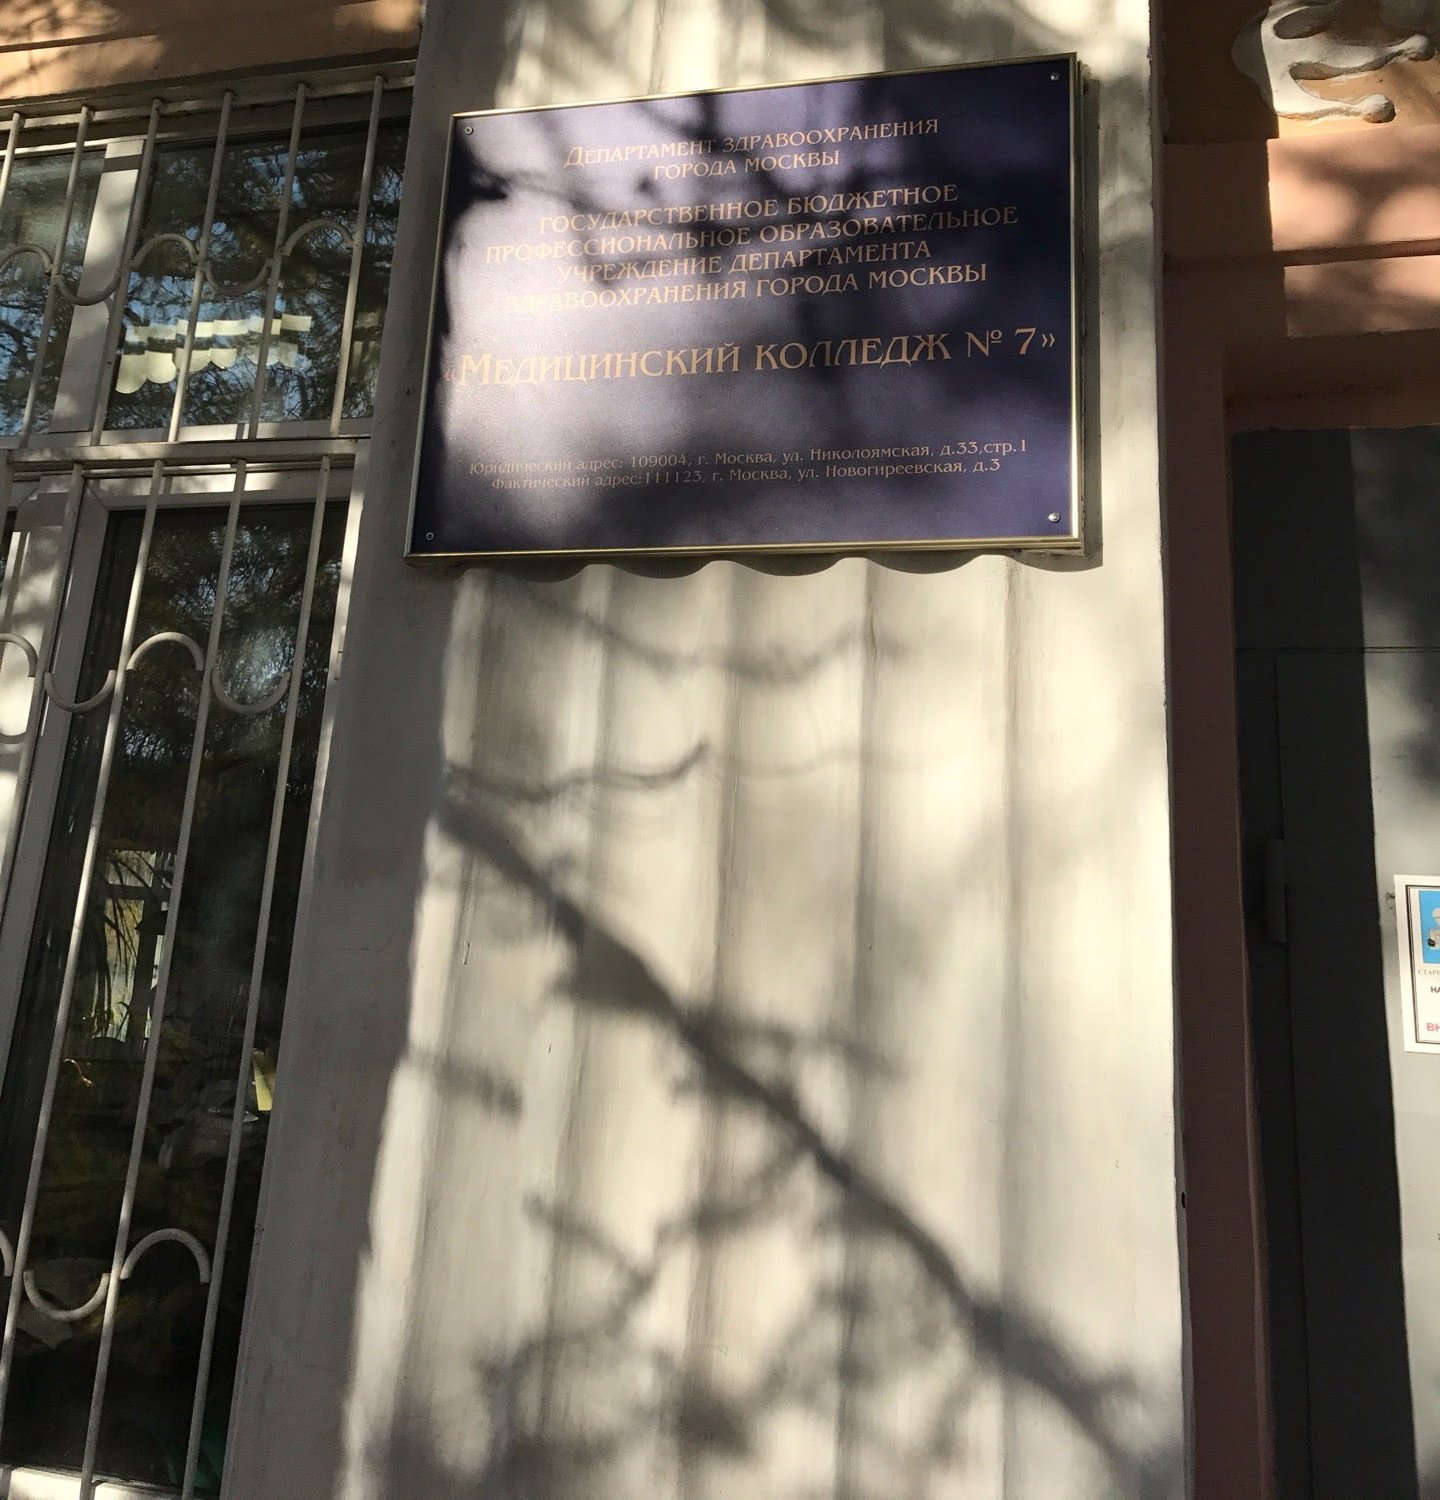 Департамент здравоохранения
города Москвы
ГОСУДАРСТВЕННОЕ БЮДЖЕТНОЕ
ПРОФЕССИОНАЛЬНОЕ ОБРАЗОВАТЕЛЬНОЕ
УЧРЕЖДЕНИЕ ДЕПАРТАМЕНТА
ЗДРАВООХРАНЕНИЯ ГОРОДА МОСКВЫ
«Медицинский колледж № 7»
Юридический адрес: 109004, г. Москва, ул. Николоямская, д.33,стр.1
Фактический адрес:111123, г. Москва, ул. Новогиреевская, д.3